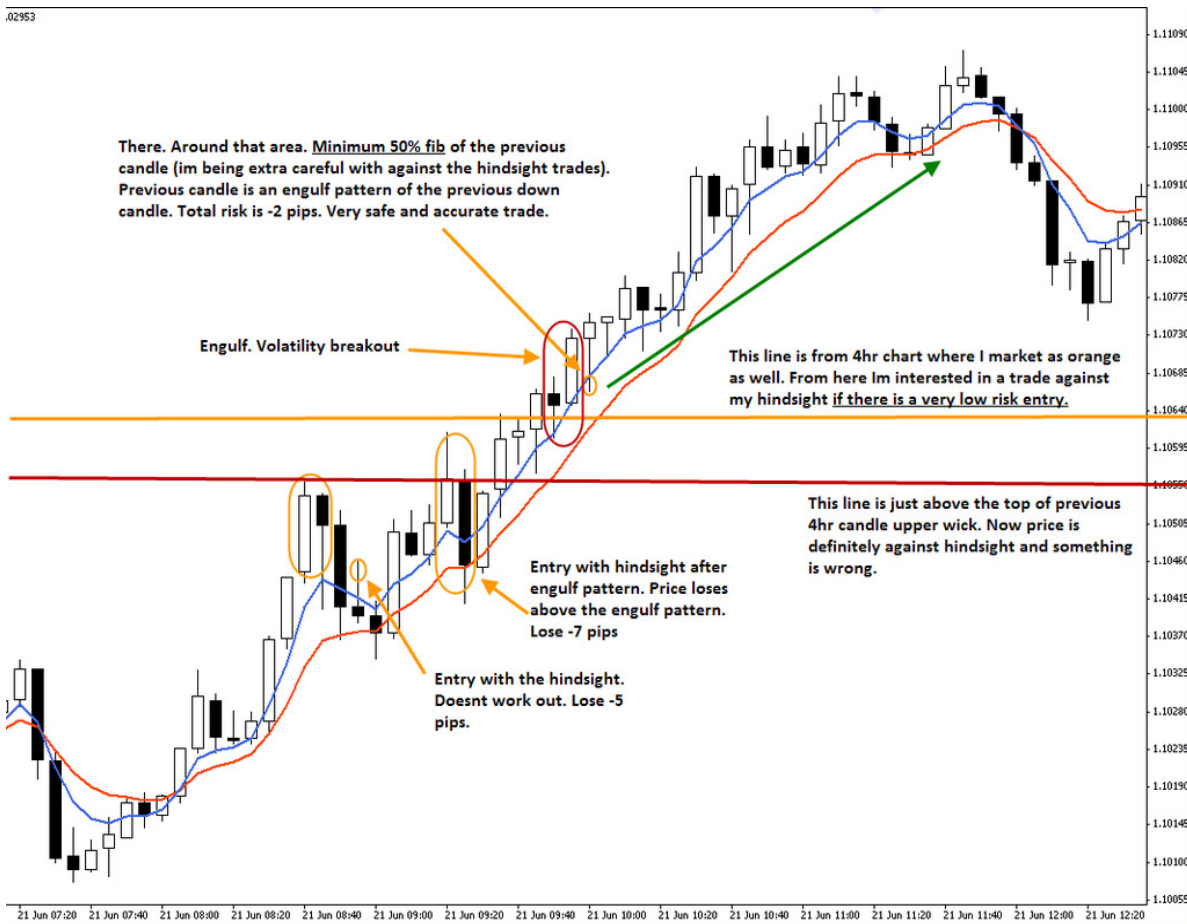 .02953
There. Around that area. Minimum 50% fib of the previous
candle (im being extra careful with against the hindsight trades).
Previous candle is an engulf pattern of the previous down
candle. Total risk is -2 pips. Very safe and accurate trade.
Engulf. Volatility breakout
This line is from 4hr chart where I market as orange
as well. From here Im interested in a trade against
my hindsight if there is a very low risk entry.
This line is just above the top of previous
4hr candle upper wick. Now price is
definitely against hindsight and something
is wrong.
Entry with hindsight after
engulf pattern. Price loses
above the engulf pattern.
Lose -7 pips
Entry with the hindsight.
Doesnt work out. Lose -5
pips.
1.11090
1.11045
1.11000
1.10955
1.10910
1.10865
1.10820
1.10775
1.10730
1.10685
1.10640
1.10595
1.10550
1.10505
1.10460
1.10415
1.10370
1.10325
1.10280
1.10235
1.10190
1.10145
1.10100
1.10055
21 Jun 07:20
21 Jun 07:40
21 Jun 08:00
21 Jun 08:20
21 Jun 08:40
21 Jun 09:00
21 Jun 09:20
21 Jun 09:40
21 Jun 10:00
21 Jun 10:20
21 Jun 10:40
21 Jun 11:00
21 Jun 11:20
21 Jun 11:40
21 Jun 12:00
21 Jun 12:20